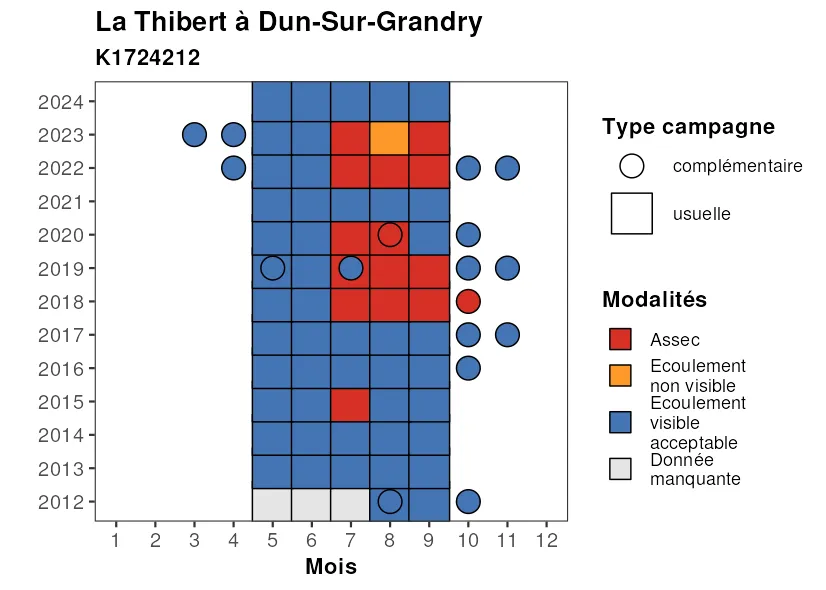 La Thibert à Dun-Sur-Grandry
K1724212
2024
2023
2022
2021
2020
2019
2018
2017
2016
2015
2014
2013
2012
1 2 3 4 5 6 7 8 9 10 11 12
Mois
Type campagne
complémentaire
usuelle
Modalités
Assec
Ecoulement
non visible
Ecoulement
visible
acceptable
Donnée
manquante